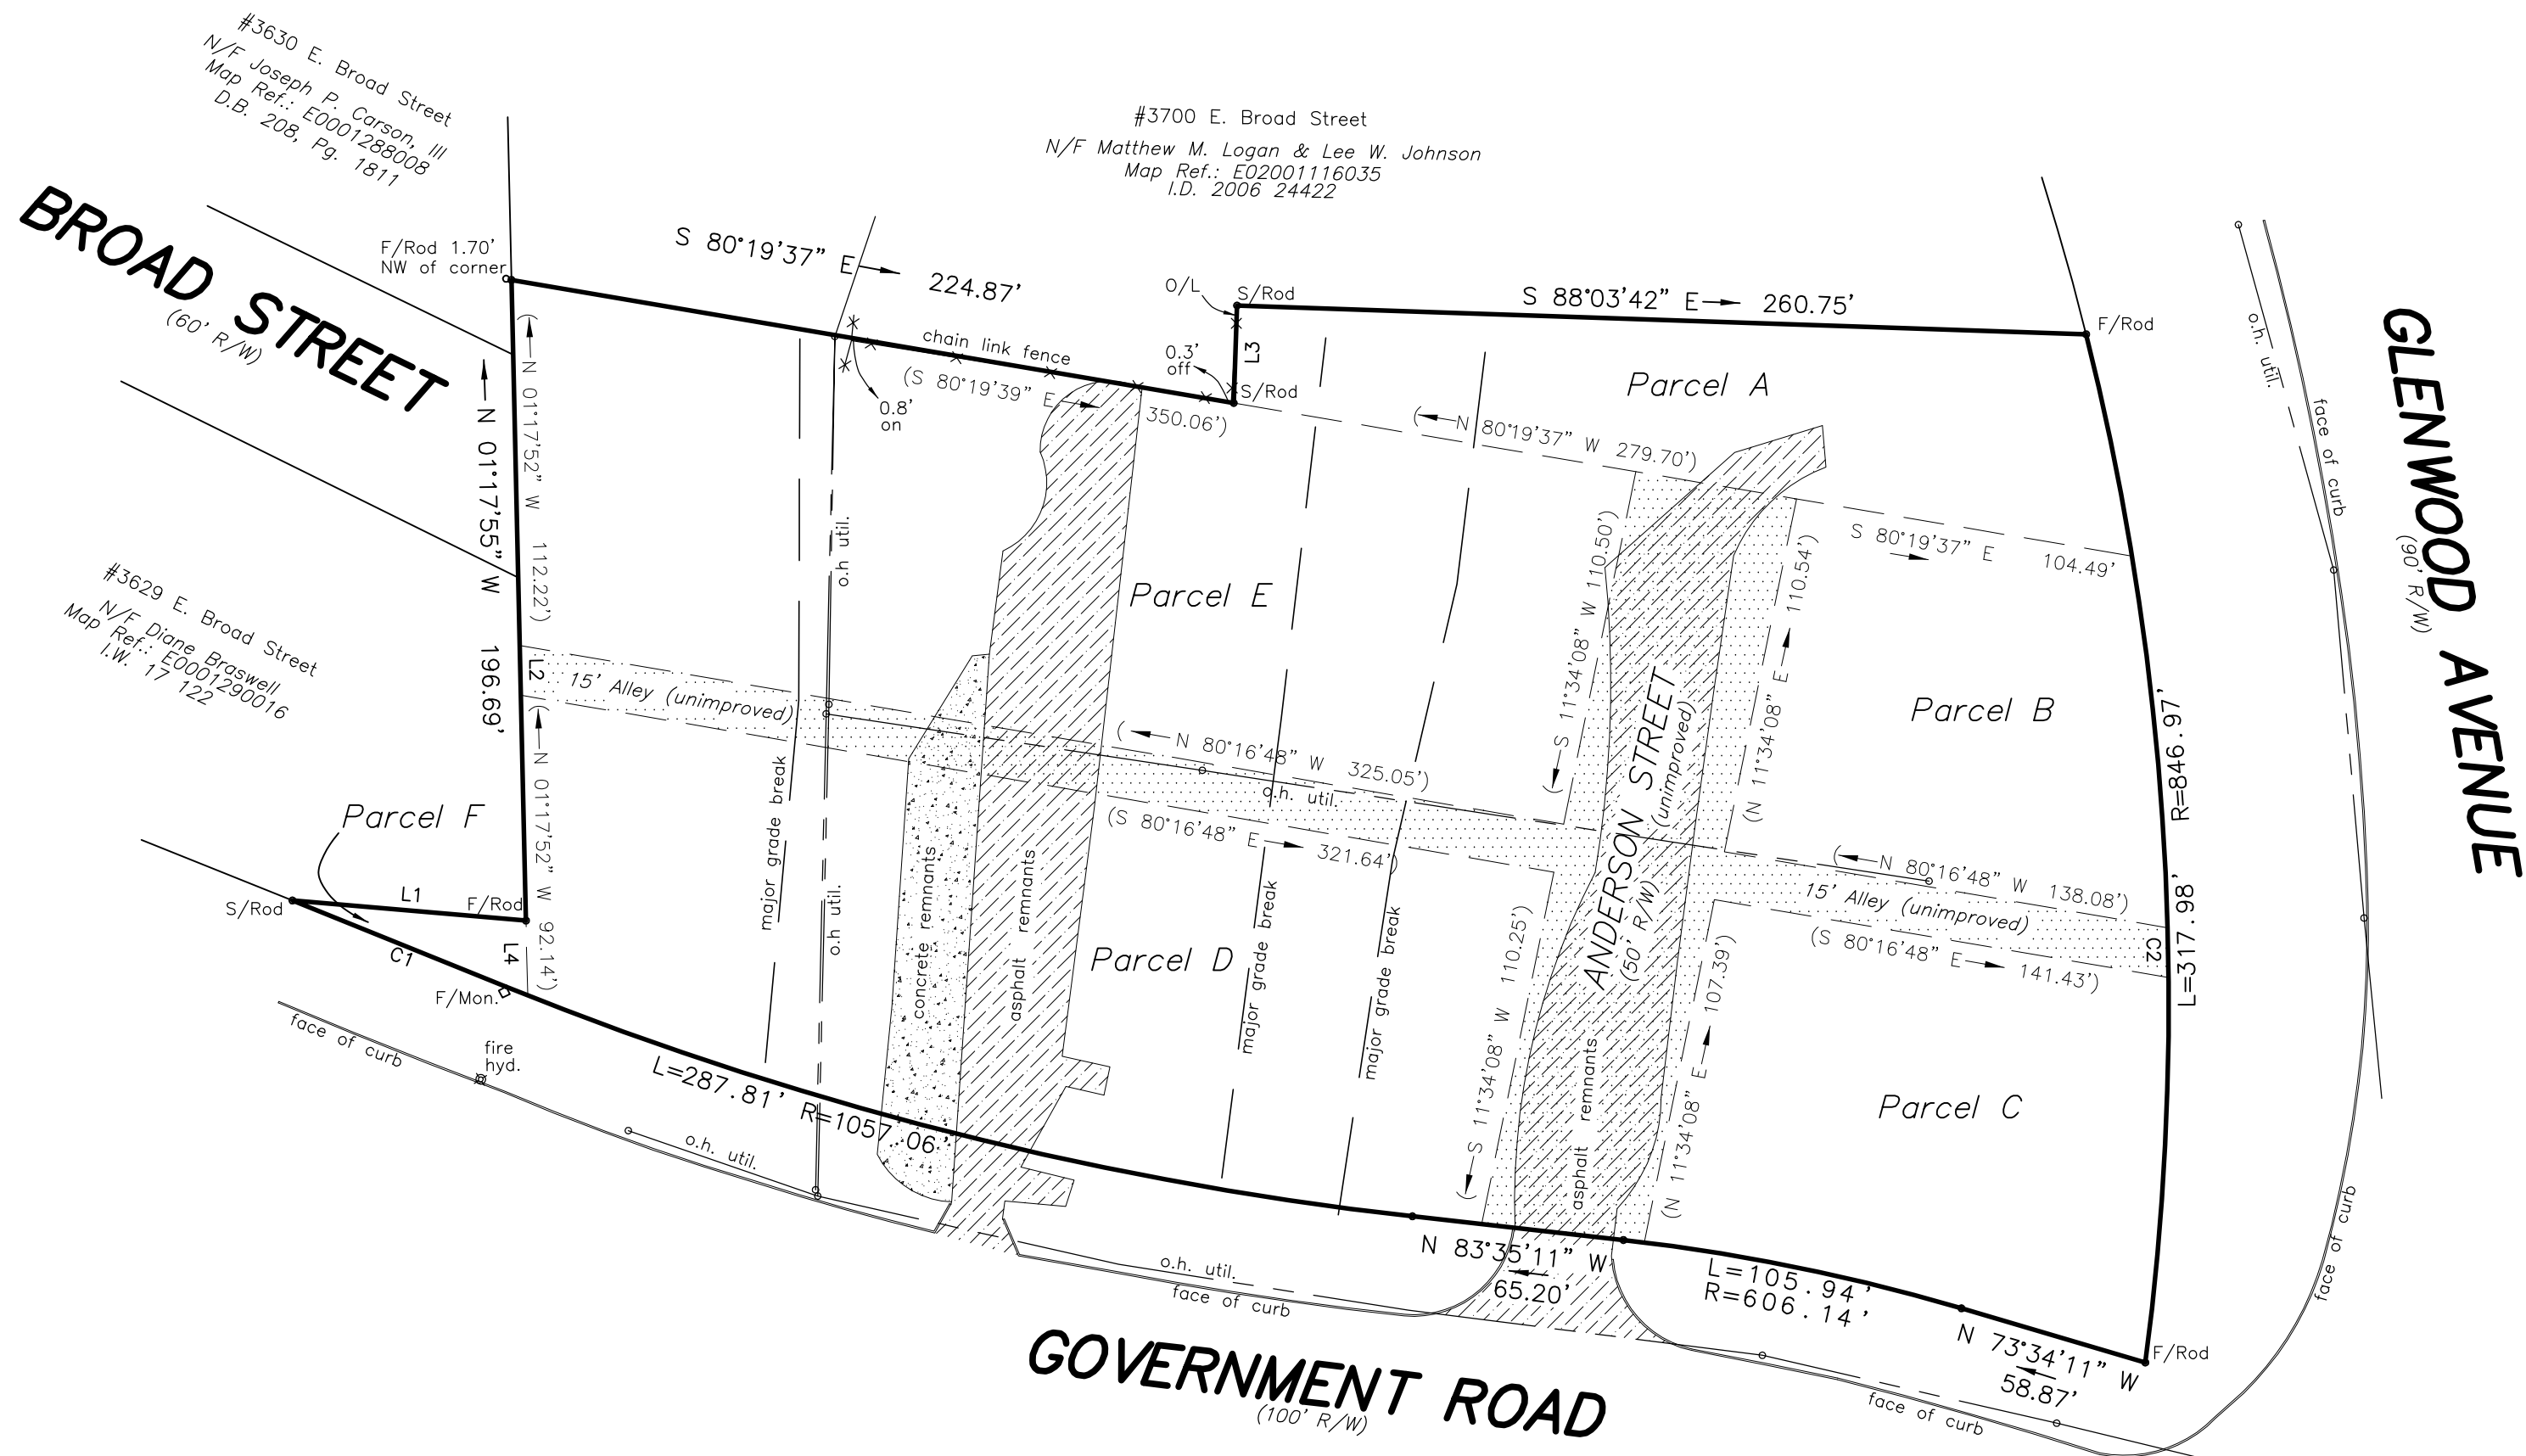 #3630 E. Broad Street
N/F Joseph P. Carson, III
Map Ref.: E0001288008
D.B. 208, Pg. 1811
#3700 E. Broad Street
N/F Matthew M. Logan & Lee W. Johnson
Map Ref.: E02001116035
I.D. 2006 24422
BROAD STREET
(60' R/W)
F/Rod 1.70'
NW of corner
S 80°19'37" E 224.87'
O/L
S/Rod
S 88°03'42" E 260.75'
F/Rod
GLENWOOD AVENUE
(90' R/W)
o.h. util.
face of curb
chain link fence
(S 80°19'39" E 350.06')
0.8'
on
0.3'
off
L3
S/Rod
Parcel A
(N 80°19'37" W 279.70')
S 80°19'37" E 104.49'
N 01°17'55" W 196.69'
(N 01°17'52" W 112.22')
L2
(N 01°17'52" W 92.14')
#3629 E. Broad Street
N/F Diane Braswell
Map Ref.: E0001290016
I.W. 17 122
15' Alley (unimproved)
o.h util.
Parcel E
(S 11°34'08" W 110.50')
(N 11°34'08" E 110.54')
Parcel B
R=846.97'
L=317.98'
(N 80°16'48" W 325.05')
o.h. util.
(S 80°16'48" E 321.64')
ANDERSON STREET
(50' R/W)
(unimproved)
(N 80°16'48" W 138.08')
15' Alley (unimproved)
(S 80°16'48" E 141.43')
C2
Parcel F
L1
F/Rod
S/Rod
C1
L4
F/Mon.
major grade break
o.h util.
concrete remnants
asphalt remnants
Parcel D
major grade break
major grade break
(S 11°34'08" W 110.25')
asphalt remnants
(N 11°34'08" E 107.39')
Parcel C
face of curb
fire
hyd.
L=287.81' R=1057.06'
o.h. util.
o.h. util.
face of curb
N 83°35'11" W
65.20'
L=105.94'
R=606.14'
N 73°34'11" W
58.87'
F/Rod
face of curb
face of curb
GOVERNMENT ROAD
(100' R/W)